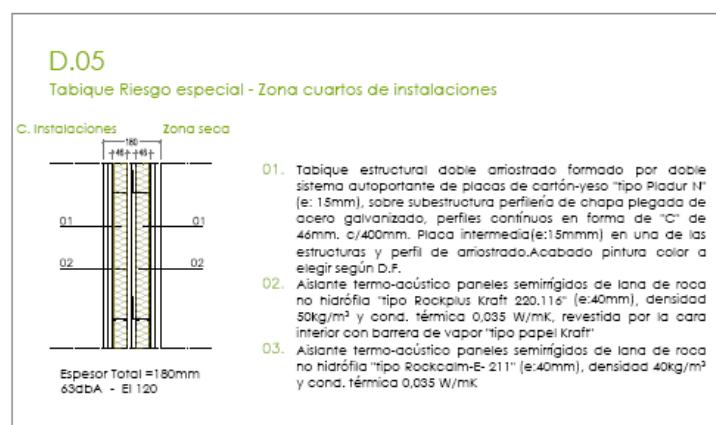 D.05
Tabique Riesgo especial - Zona cuartos de instalaciones
C. Instalaciones
Zona seca
180
46
46
01
01
02
02
Espesor Total =180mm
63dbA - EI 120
01. Tabique estructural doble arriostrado formado por doble
sistema autoportante de placas de cartón-yeso "tipo Pladur N"
(e: 15mm), sobre subestructura perfilería de chapa plegada de
acero galvanizado, perfiles contínuos en forma de "C" de
46mm. c/400mm. Placa intermedia(e:15mmm) en una de las
estructuras y perfil de arriostrado.Acabado pintura color a
elegir según D.F.
02. Aislante termo-acústico paneles semirrígidos de lana de roca
no hidrófila "tipo Rockplus Kraft 220.116" (e:40mm), densidad
50kg/m³ y cond. térmica 0,035 W/mK, revestida por la cara
interior con barrera de vapor "tipo papel Kraft"
03. Aislante termo-acústico paneles semirrígidos de lana de roca
no hidrófila "tipo Rockcalm-E- 211" (e:40mm), densidad 40kg/m³
y cond. térmica 0,035 W/mK